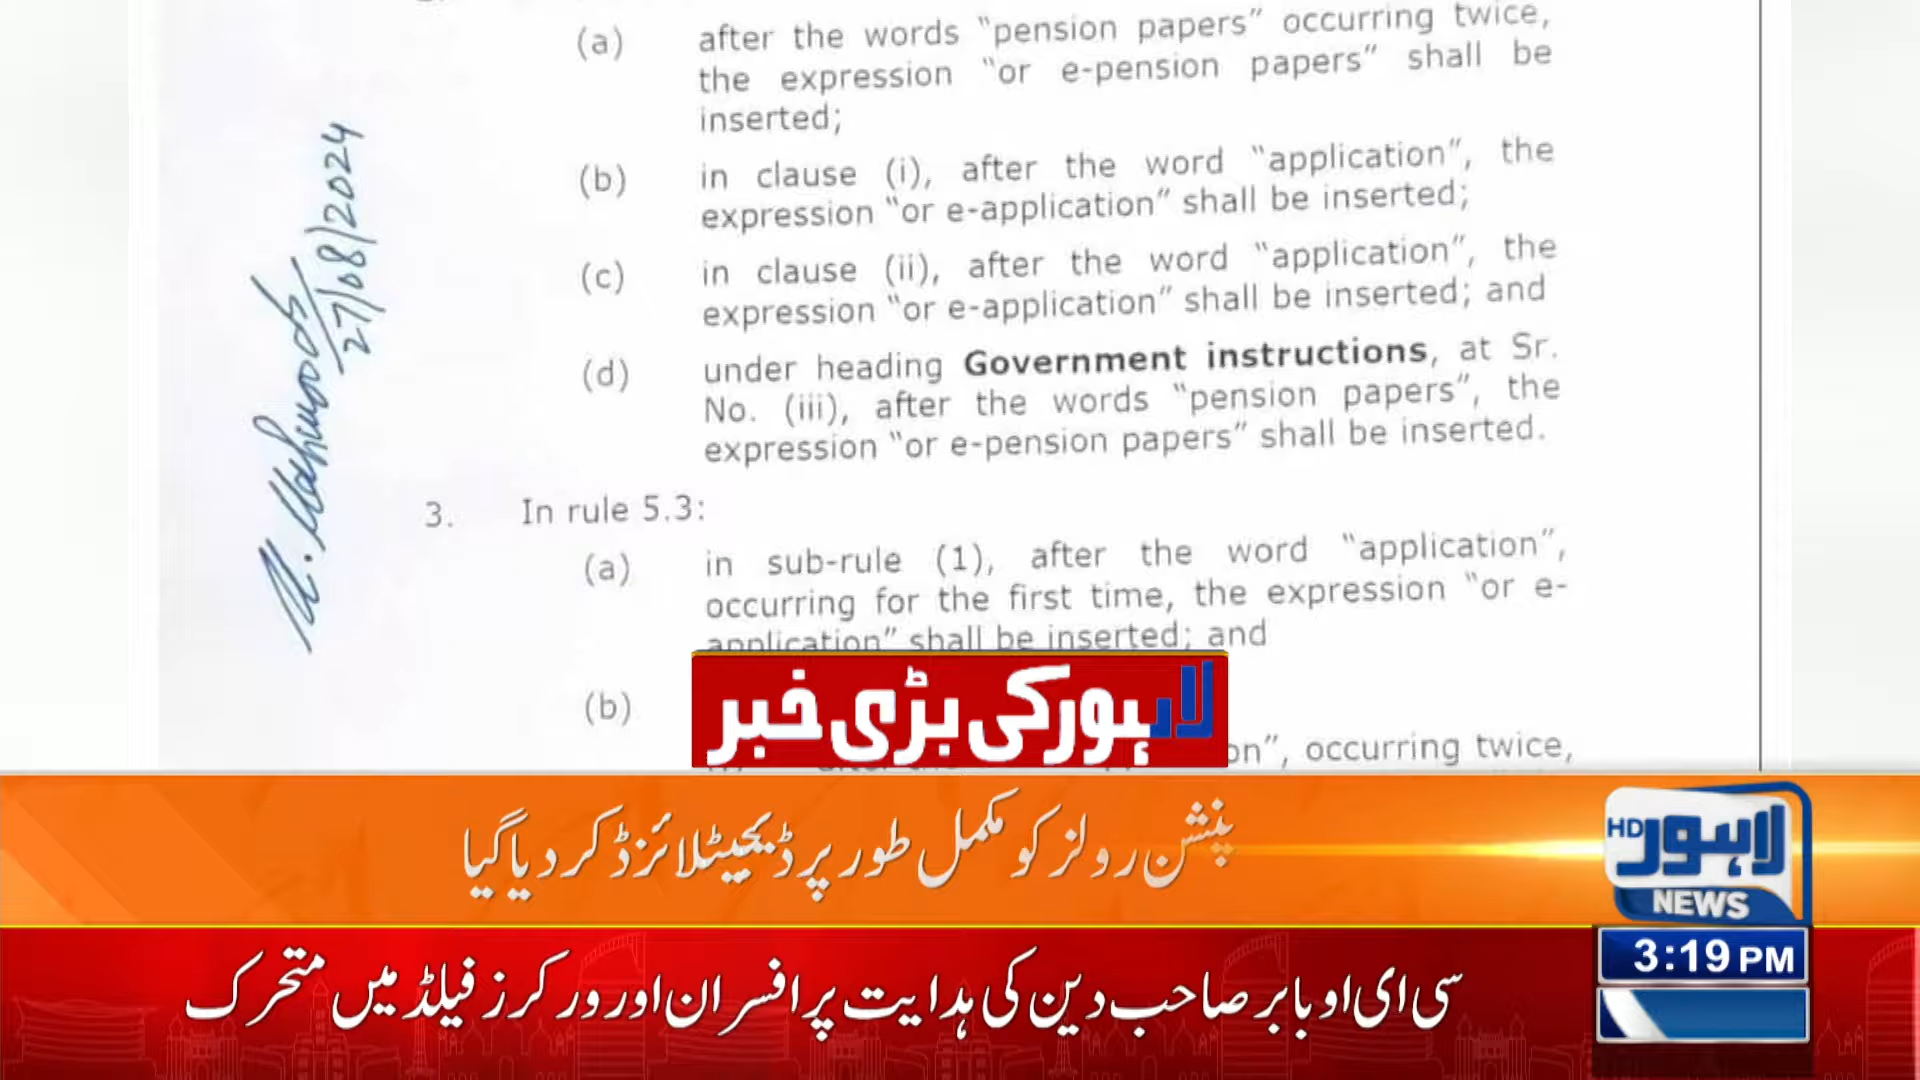 (a) after the words “pension papers” occurring twice,
the expression “or e-pension papers” shall be
inserted;
(b) in clause (i), after the word “application”, the
expression “or e-application” shall be inserted;
(c) in clause (ii), after the word “application”, the
expression “or e-application” shall be inserted; and
(d) under heading Government instructions, at Sr.
No. (iii), after the words “pension papers”, the
expression “or e-pension papers” shall be inserted.
3. In rule 5.3:
(a) in sub-rule (1), after the word “application”,
occurring for the first time, the expression “or e-
application” shall be inserted; and
(b)
occurring twice,
27/08/2024
لاہور کی بڑی خبر
پنشن رولز کو مکمل طور پر ڈیجیٹلائزڈ کر دیا گیا
لاہور HD
NEWS
3:19 PM
سی ای او بابر صاحب دین کی ہدایت پر افسران اور ورکرز فیلڈ میں متحرک